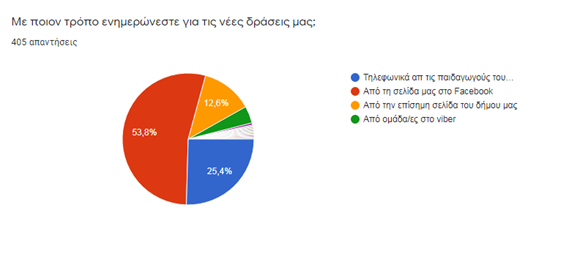 Με ποιον τρόπο ενημερώνεστε για τις νέες δράσεις μας;
405 απαντήσεις
Τηλεφωνικά απ τις παιδαγωγούς του…
Από τη σελίδα μας στο Facebook
Από την επίσημη σελίδα του δήμου μας
Από ομάδα/ες στο viber
12,6%
53,8%
25,4%